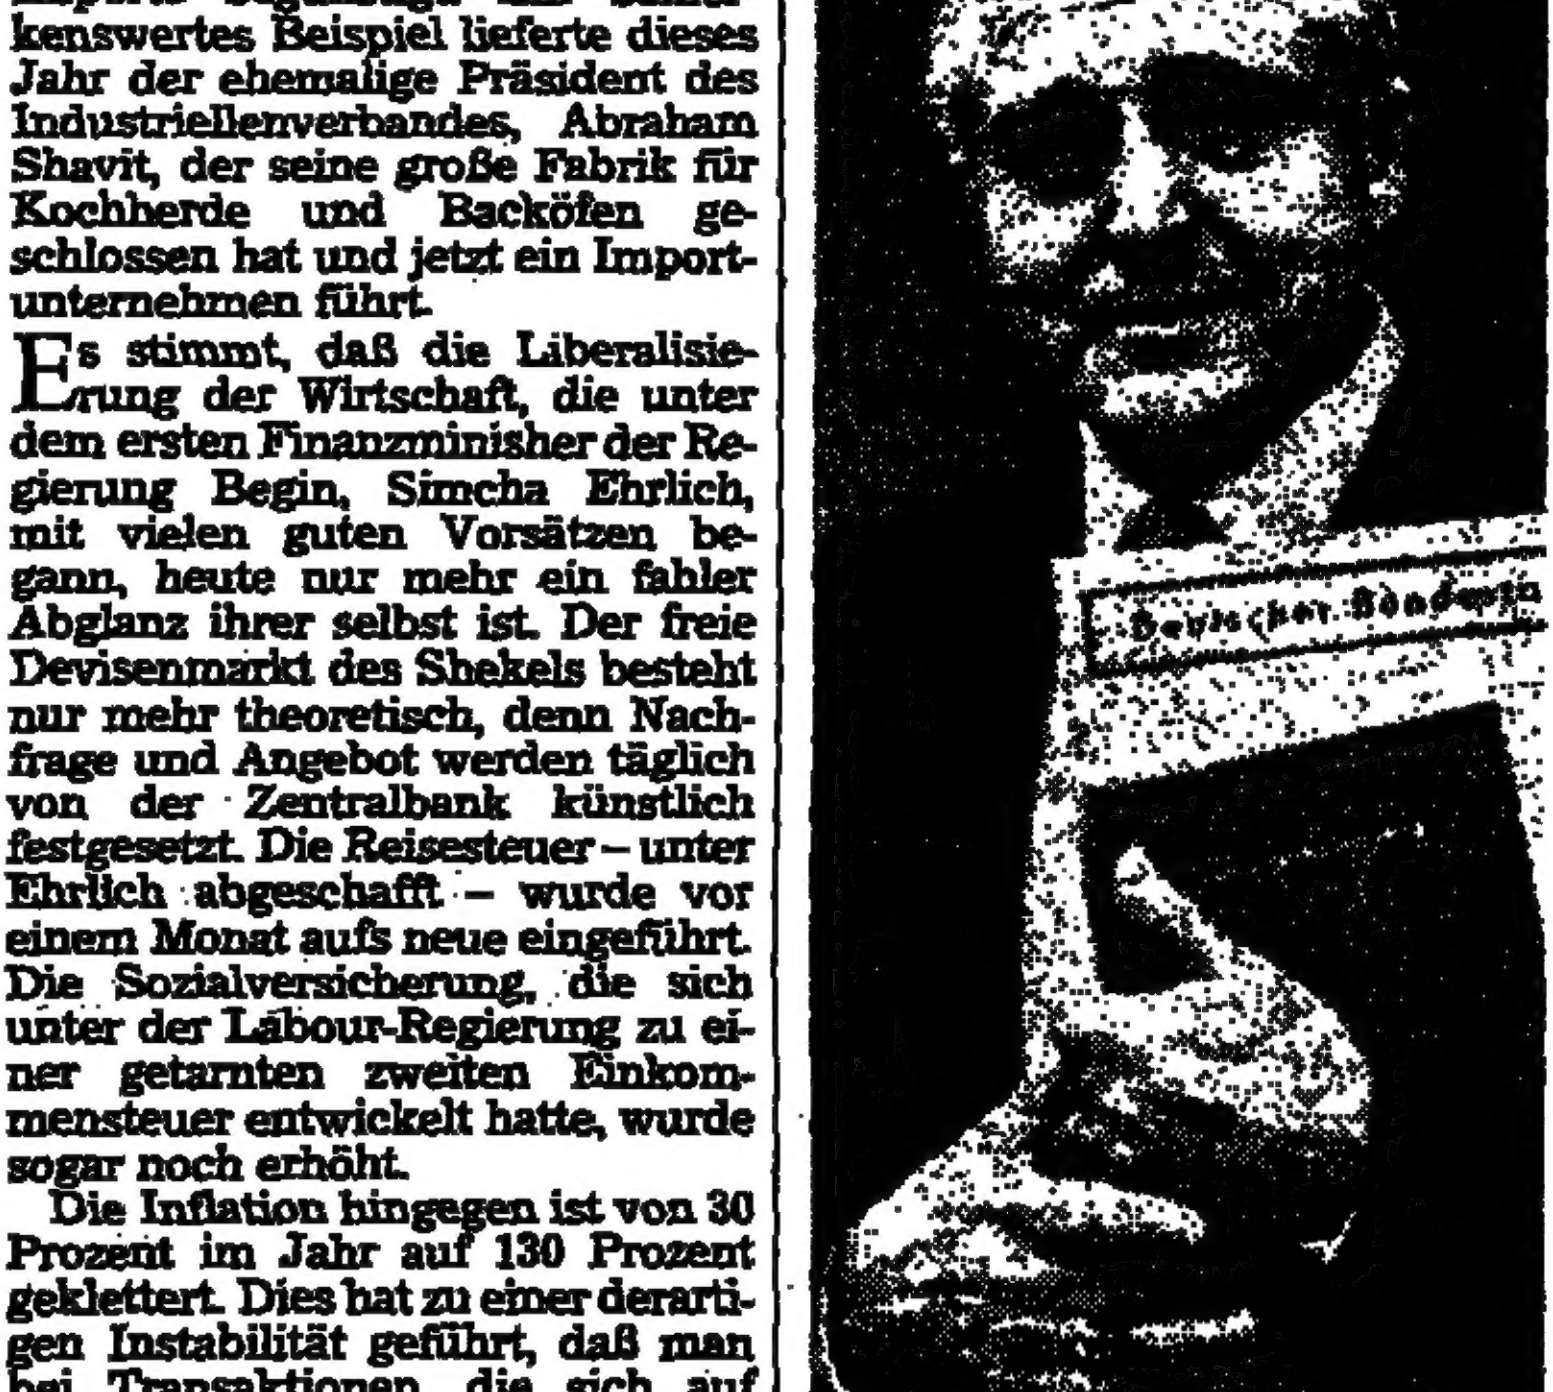 kenswertes Beispiel lieferte dieses
Jahr der ehemalige Präsident des
Industriellenverbandes, Abraham
Shavit, der seine große Fabrik für
Kochherde und Backöfen ge-
schlossen hat und jetzt ein Import-
unternehmen führt.
Es stimmt, daß die Liberalisie-
rung der Wirtschaft, die unter
dem ersten Finanzminisher der Re-
gierung Begin, Simcha Ehrlich,
mit vielen guten Vorsätzen be-
gann, heute nur mehr ein fahler
Abglanz ihrer selbst ist. Der freie
Devisenmarkt des Shekels besteht
nur mehr theoretisch, denn Nach-
frage und Angebot werden täglich
von der Zentralbank künstlich
festgesetzt. Die Reisesteuer – unter
Ehrlich abgeschafft – wurde vor
einem Monat aufs neue eingeführt.
Die Sozialversicherung, die sich
unter der Labour-Regierung zu ei-
ner getarnten zweiten Einkom-
mensteuer entwickelt hatte, wurde
sogar noch erhöht.
Die Inflation hingegen ist von 30
Prozent im Jahr auf 130 Prozent
geklettert. Dies hat zu einer derarti-
gen Instabilität geführt, daß man
bei Transaktionen, die sich auf
Deutscher